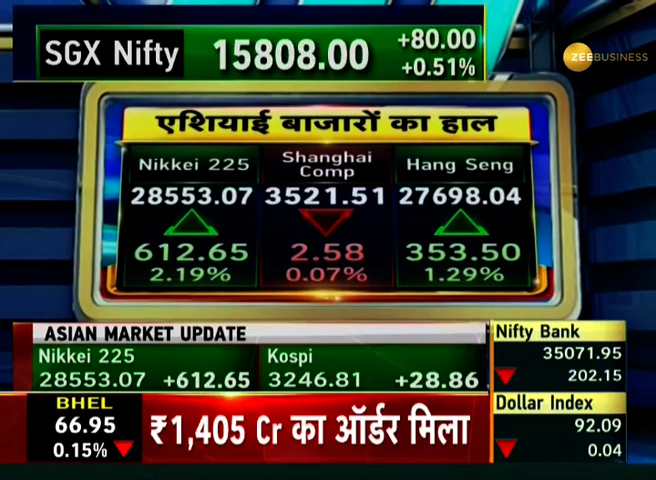 SGX Nifty 15808.00 +80.00
+0.51%
ZEEBUSINESS
एशियाई बाजारों का हाल
Nikkei 225
28553.07
612.65
2.19%
Shanghai
Comp
3521.51
2.58
0.07%
Hang Seng
27698.04
353.50
1.29%
ASIAN MARKET UPDATE
Nikkei 225
28553.07 +612.65
Kospi
3246.81 +28.86
Nifty Bank
35071.95
202.15
BHEL
66.95
0.15%
₹1,405 Cr का ऑर्डर मिला
Dollar Index
92.09
0.04